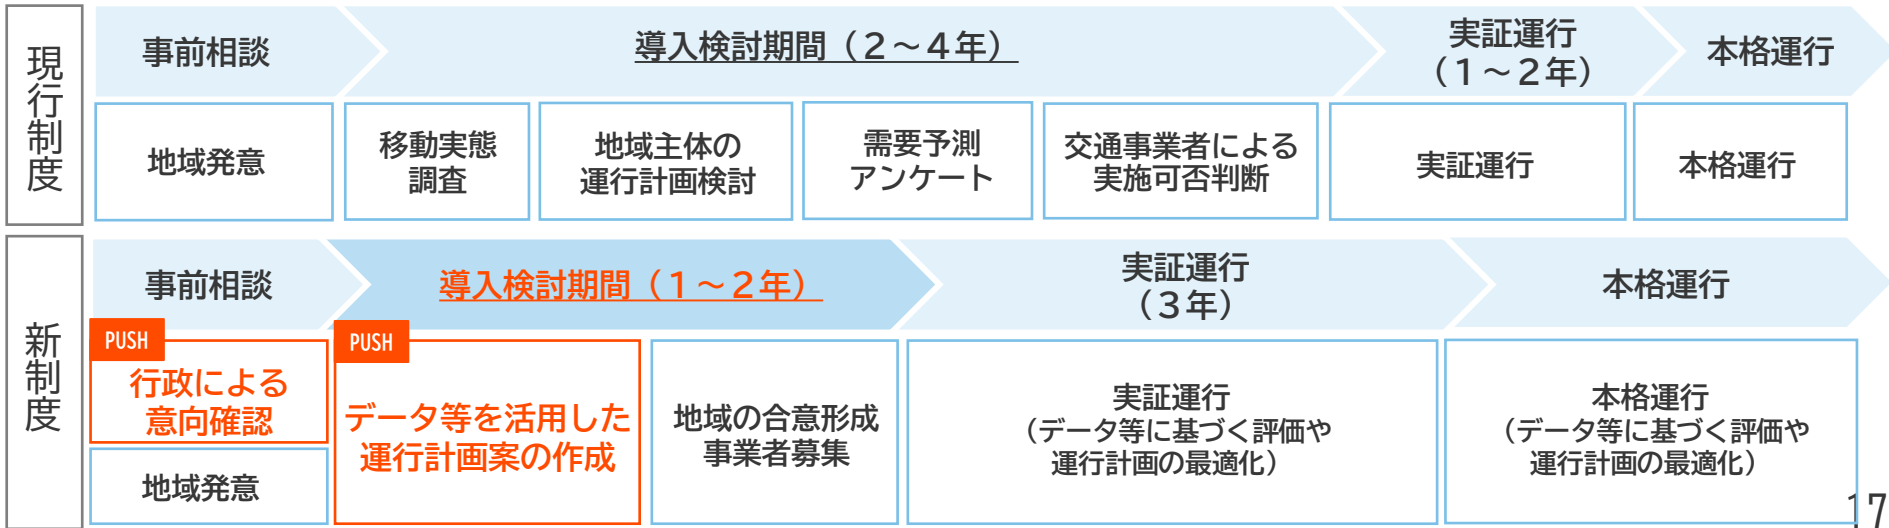 現行制度
事前相談
導入検討期間（２～４年）
実証運行
（１～２年）
本格運行
地域発意
移動実態
調査
地域主体の
運行計画検討
需要予測
アンケート
交通事業者による
実施可否判断
実証運行
本格運行
新制度
事前相談
導入検討期間（１～２年）
実証運行
（３年）
本格運行
PUSH
行政による
意向確認
地域発意
PUSH
データ等を活用した
運行計画案の作成
地域の合意形成
事業者募集
実証運行
（データ等に基づく評価や
運行計画の最適化）
本格運行
（データ等に基づく評価や
運行計画の最適化）
17